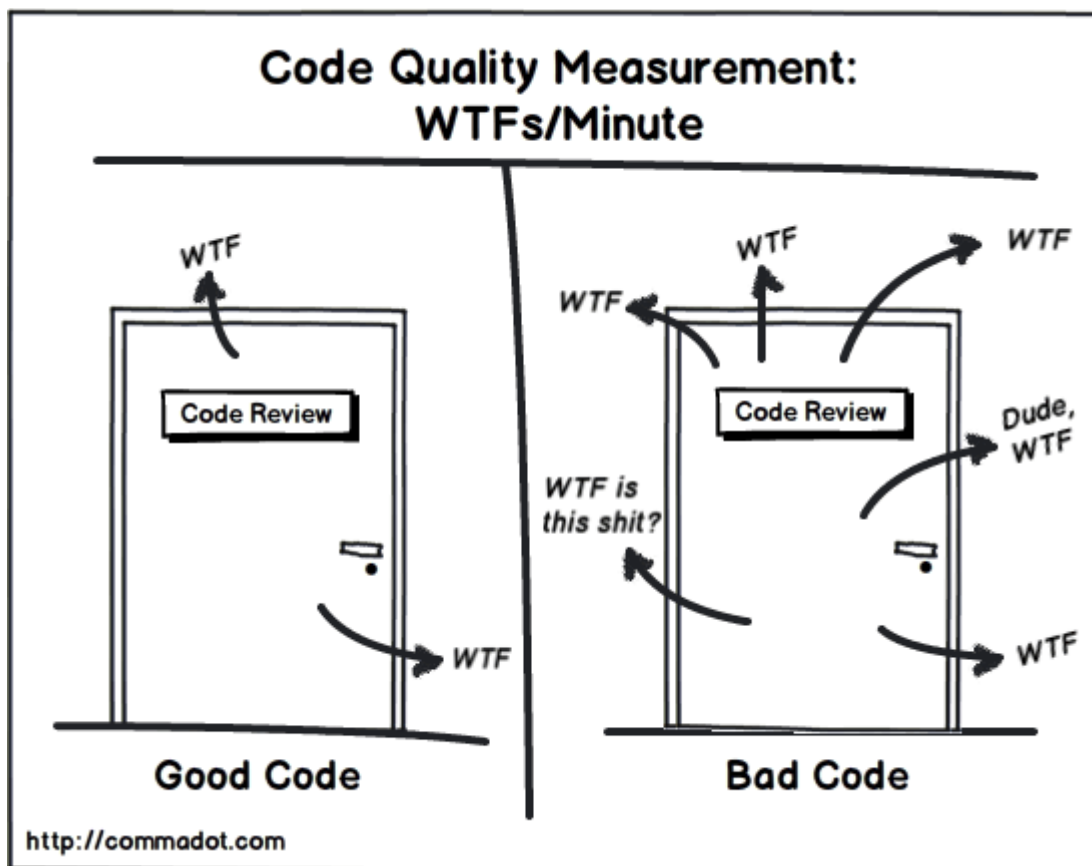 Code Quality Measurement:
WTFs/Minute
WTF
Code Review
WTF
Good Code
WTF
WTF
WTF
Code Review
Dude,
WTF
WTF is
this shit?
WTF
Bad Code
http://commadot.com